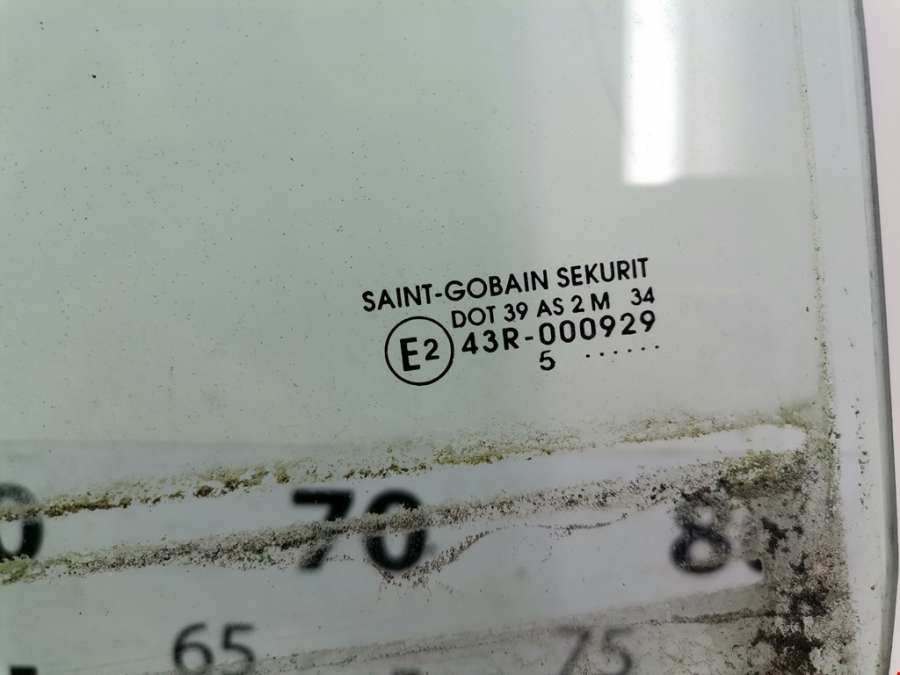 SAINT-GOBAIN SEKURIT
DOT 39 AS 2 M 34
E2 43R-000929
5 ......
70
65 75